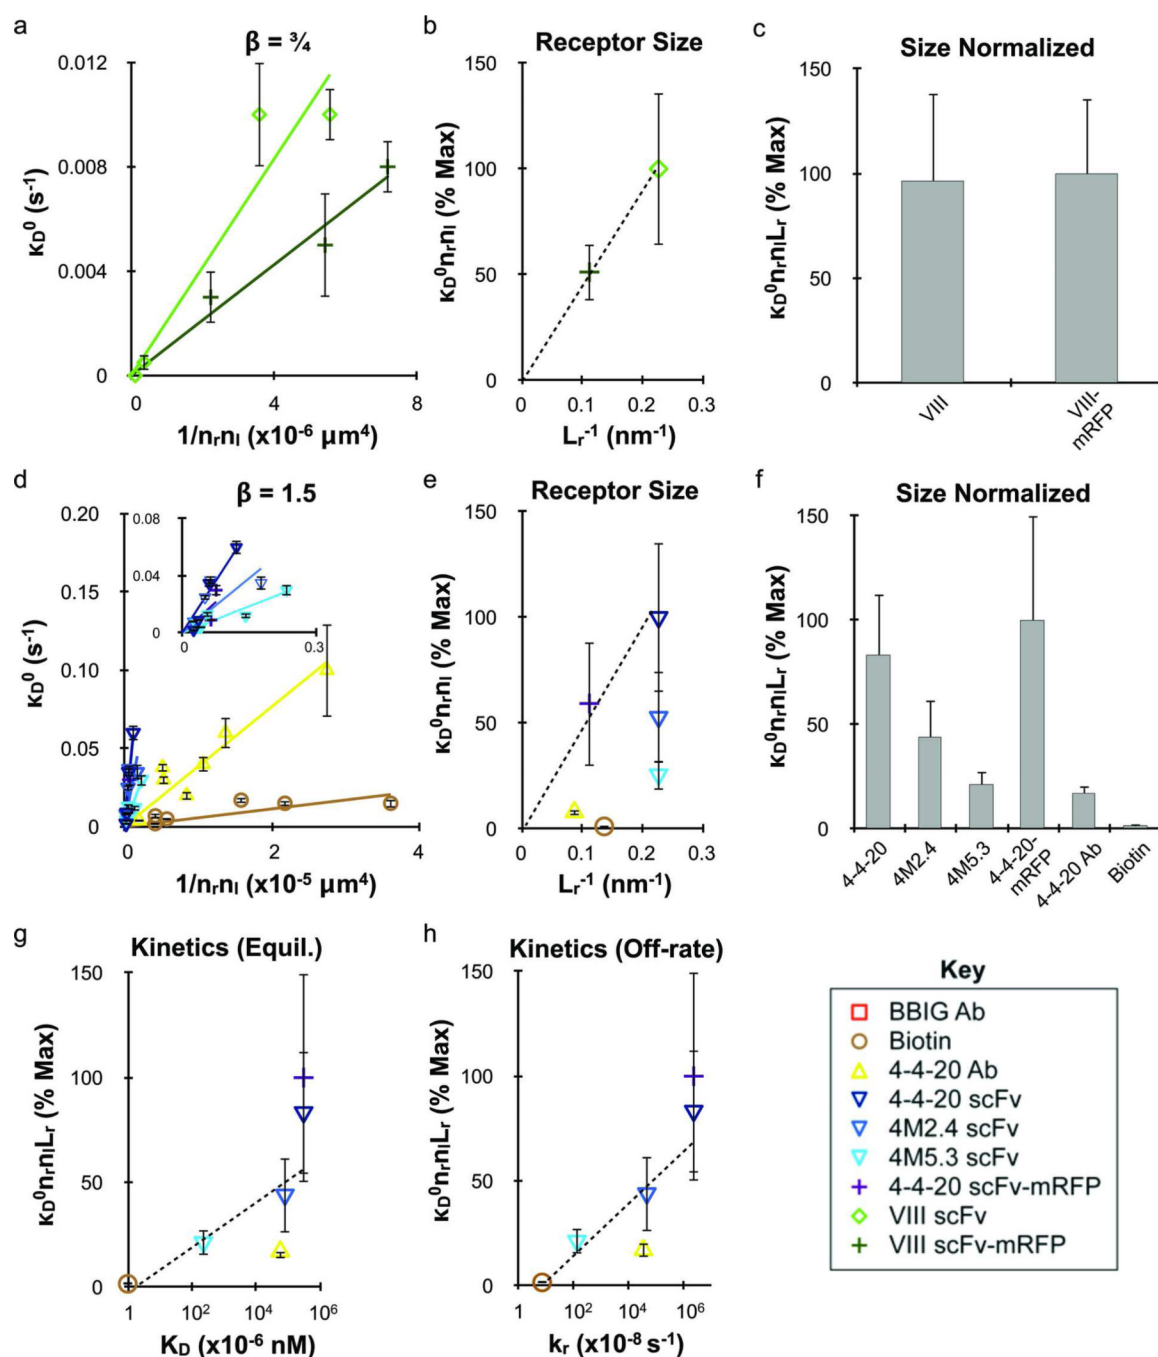 a
β = ¾
0.012
0.008
0.004
0
κD⁰ (s⁻¹)
0
4
8
1/nrnl (x10⁻⁶ μm⁴)
b
Receptor Size
150
100
50
0
κD⁰nrnl (% Max)
0
0.1
0.2
0.3
Lr⁻¹ (nm⁻¹)
c
Size Normalized
150
100
50
0
κD⁰nrnlLr (% Max)
VIII
VIII-
mRFP
d
β = 1.5
0.20
0.15
0.10
0.05
0
κD⁰ (s⁻¹)
0.08
0.04
0
0
0.3
0
2
4
1/nrnl (x10⁻⁵ μm⁴)
e
Receptor Size
150
100
50
0
κD⁰nrnl (% Max)
0
0.1
0.2
0.3
Lr⁻¹ (nm⁻¹)
f
Size Normalized
150
100
50
0
κD⁰nrnlLr (% Max)
4-4-20
4M2.4
4M5.3
4-4-20-
mRFP
4-4-20 Ab
Biotin
g
Kinetics (Equil.)
150
100
50
0
κD⁰nrnlLr (% Max)
1
10²
10⁴
10⁶
KD (x10⁻⁶ nM)
h
Kinetics (Off-rate)
150
100
50
0
κD⁰nrnlLr (% Max)
1
10²
10⁴
10⁶
kr (x10⁻⁸ s⁻¹)
Key
BBIG Ab
Biotin
4-4-20 Ab
4-4-20 scFv
4M2.4 scFv
4M5.3 scFv
4-4-20 scFv-mRFP
VIII scFv
VIII scFv-mRFP